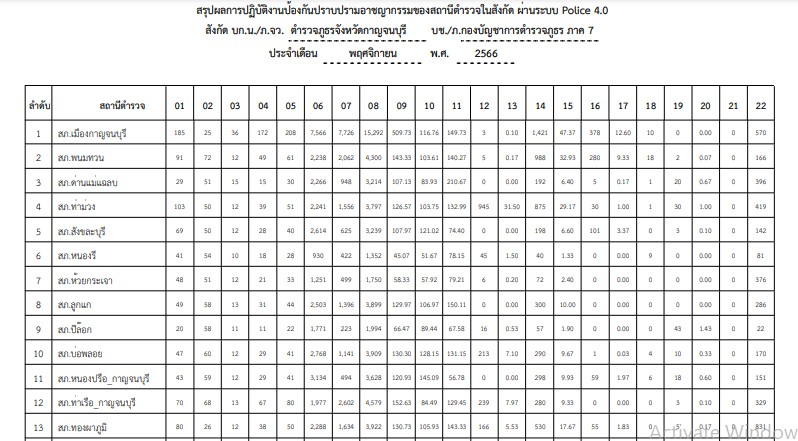 สรุปผลการปฏิบัติงานป้องกันปราบปรามอาชญากรรมของสถานีตำรวจในสังกัด ผ่านระบบ Police 4.0
สังกัด บก.น./ภ.จว. ตำรวจภูธรจังหวัดกาญจนบุรี บช./ภ.กองบัญชาการตำรวจภูธร ภาค 7
ประจำเดือน พฤศจิกายน พ.ศ. 2566
ลำดับ สถานีตำรวจ 01 02 03 04 05 06 07 08 09 10 11 12 13 14 15 16 17 18 19 20 21 22
1 สภ.เมืองกาญจนบุรี 185 25 36 172 208 7,566 7,726 15,292 509.73 116.76 149.73 3 0.10 1,421 47.37 378 12.60 10 0 0.00 0 570
2 สภ.พนมทวน 91 72 12 49 61 2,238 2,062 4,300 143.33 103.61 140.27 5 0.17 988 32.93 280 9.33 18 2 0.07 0 166
3 สภ.ด่านแม่แฉลบ 29 51 15 15 30 2,266 948 3,214 107.13 83.93 210.67 0 0.00 192 6.40 5 0.17 1 20 0.67 0 396
4 สภ.ท่าม่วง 103 50 12 39 51 2,241 1,556 3,797 126.57 103.75 132.99 945 31.50 875 29.17 30 1.00 1 30 1.00 0 419
5 สภ.สังขละบุรี 69 50 12 28 40 2,614 625 3,239 107.97 121.02 74.40 0 0.00 198 6.60 101 3.37 0 3 0.10 0 142
6 สภ.หนองรี 41 54 10 18 28 930 422 1,352 45.07 51.67 78.15 45 1.50 40 1.33 0 0.00 9 0 0.00 0 81
7 สภ.ห้วยกระเจา 48 51 12 21 33 1,251 499 1,750 58.33 57.92 79.21 6 0.20 72 2.40 0 0.00 0 0 0.00 0 376
8 สภ.ลูกแก 49 58 13 31 44 2,503 1,396 3,899 129.97 106.97 150.11 0 0.00 300 10.00 0 0.00 0 0 0.00 0 286
9 สภ.ปิล๊อก 20 58 11 11 22 1,771 223 1,994 66.47 89.44 67.58 16 0.53 57 1.90 0 0.00 0 43 1.43 0 22
10 สภ.บ่อพลอย 47 60 12 29 41 2,768 1,141 3,909 130.30 128.15 131.15 213 7.10 290 9.67 1 0.03 4 10 0.33 0 170
11 สภ.หนองปรือ_กาญจนบุรี 43 59 12 29 41 3,134 494 3,628 120.93 145.09 56.78 0 0.00 298 9.93 59 1.97 6 18 0.60 0 151
12 สภ.ท่าเรือ_กาญจนบุรี 70 68 13 67 80 1,977 2,602 4,579 152.63 84.49 129.45 239 7.97 280 9.33 0 0.00 0 3 0.10 0 329
13 สภ.ทองผาภูมิ 80 26 12 38 50 2,288 1,634 3,922 130.73 105.93 143.33 166 5.53 530 17.67 55 1.83 0 5 0.17 0 831
Activate Window